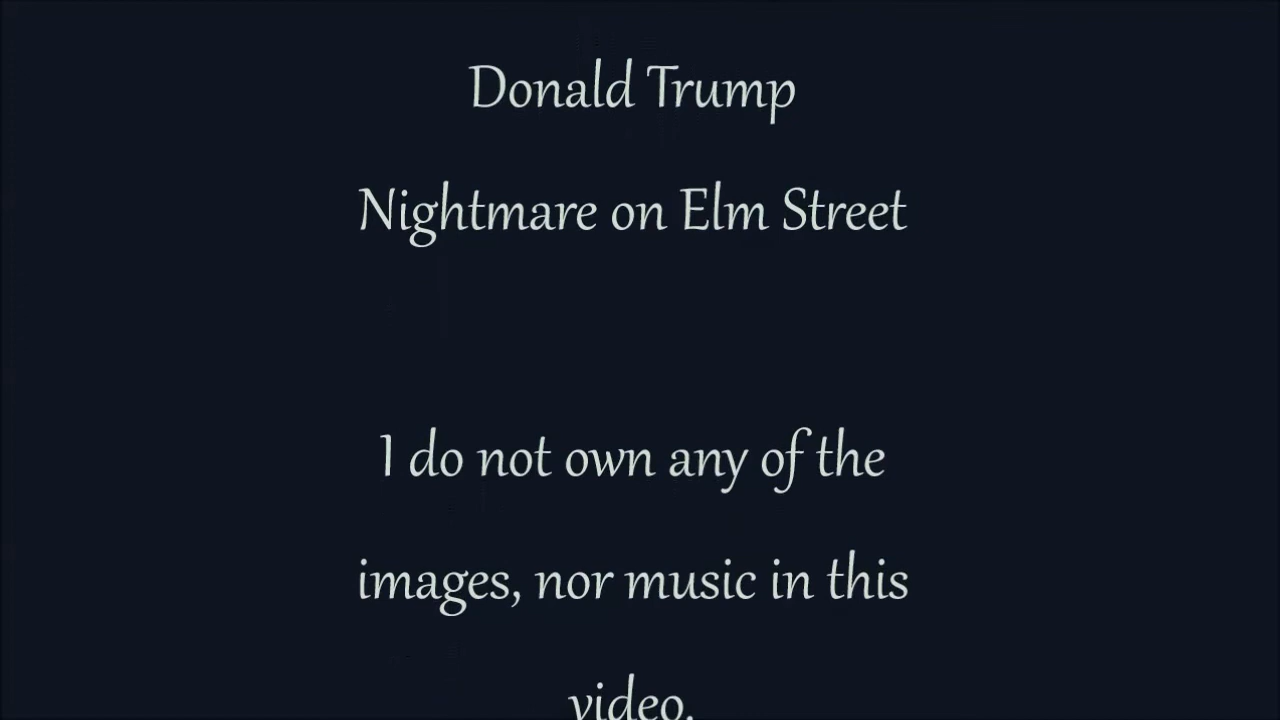 Donald Trump
Nightmare on Elm Street
I do not own any of the
images, nor music in this
video.